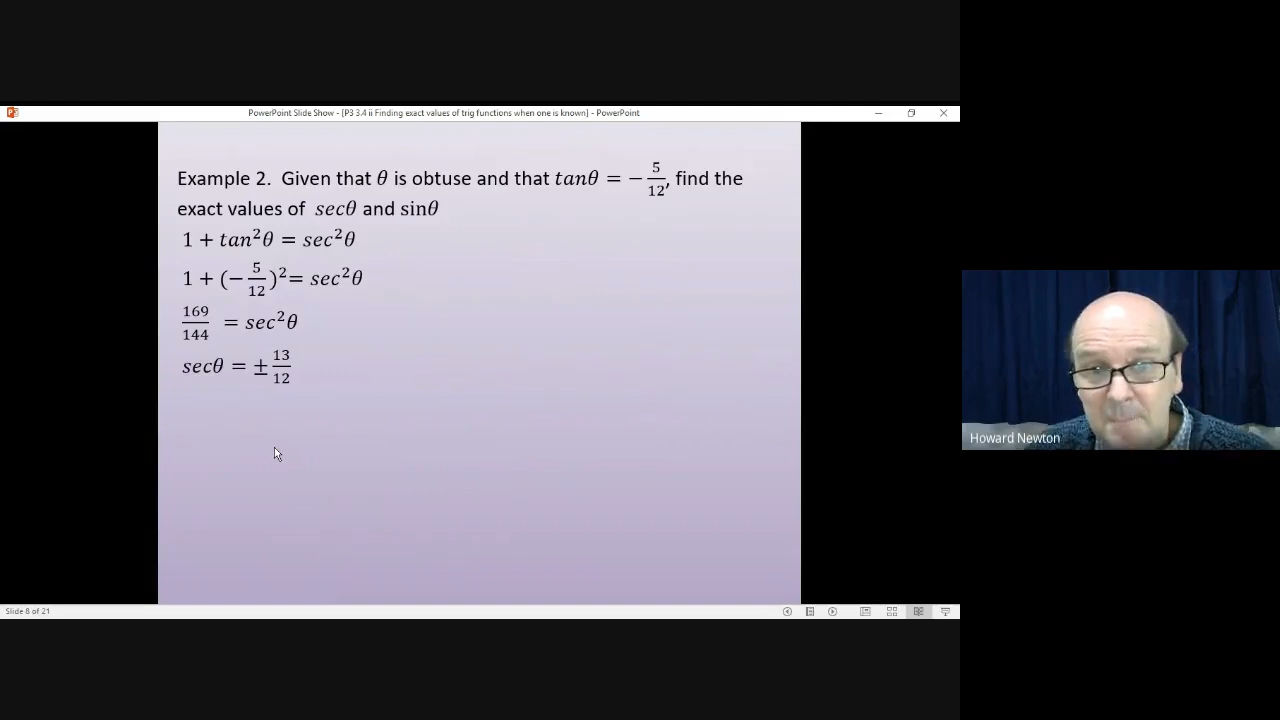 PowerPoint Slide Show - [P3 3.4 ii Finding exact values of trig functions when one is known] - PowerPoint
Example 2. Given that θ is obtuse and that tanθ = −5/12, find the
exact values of secθ and sinθ
1 + tan²θ = sec²θ
1 + (−5/12)²= sec²θ
169/144 = sec²θ
secθ = ±13/12
Howard Newton
Slide 8 of 21